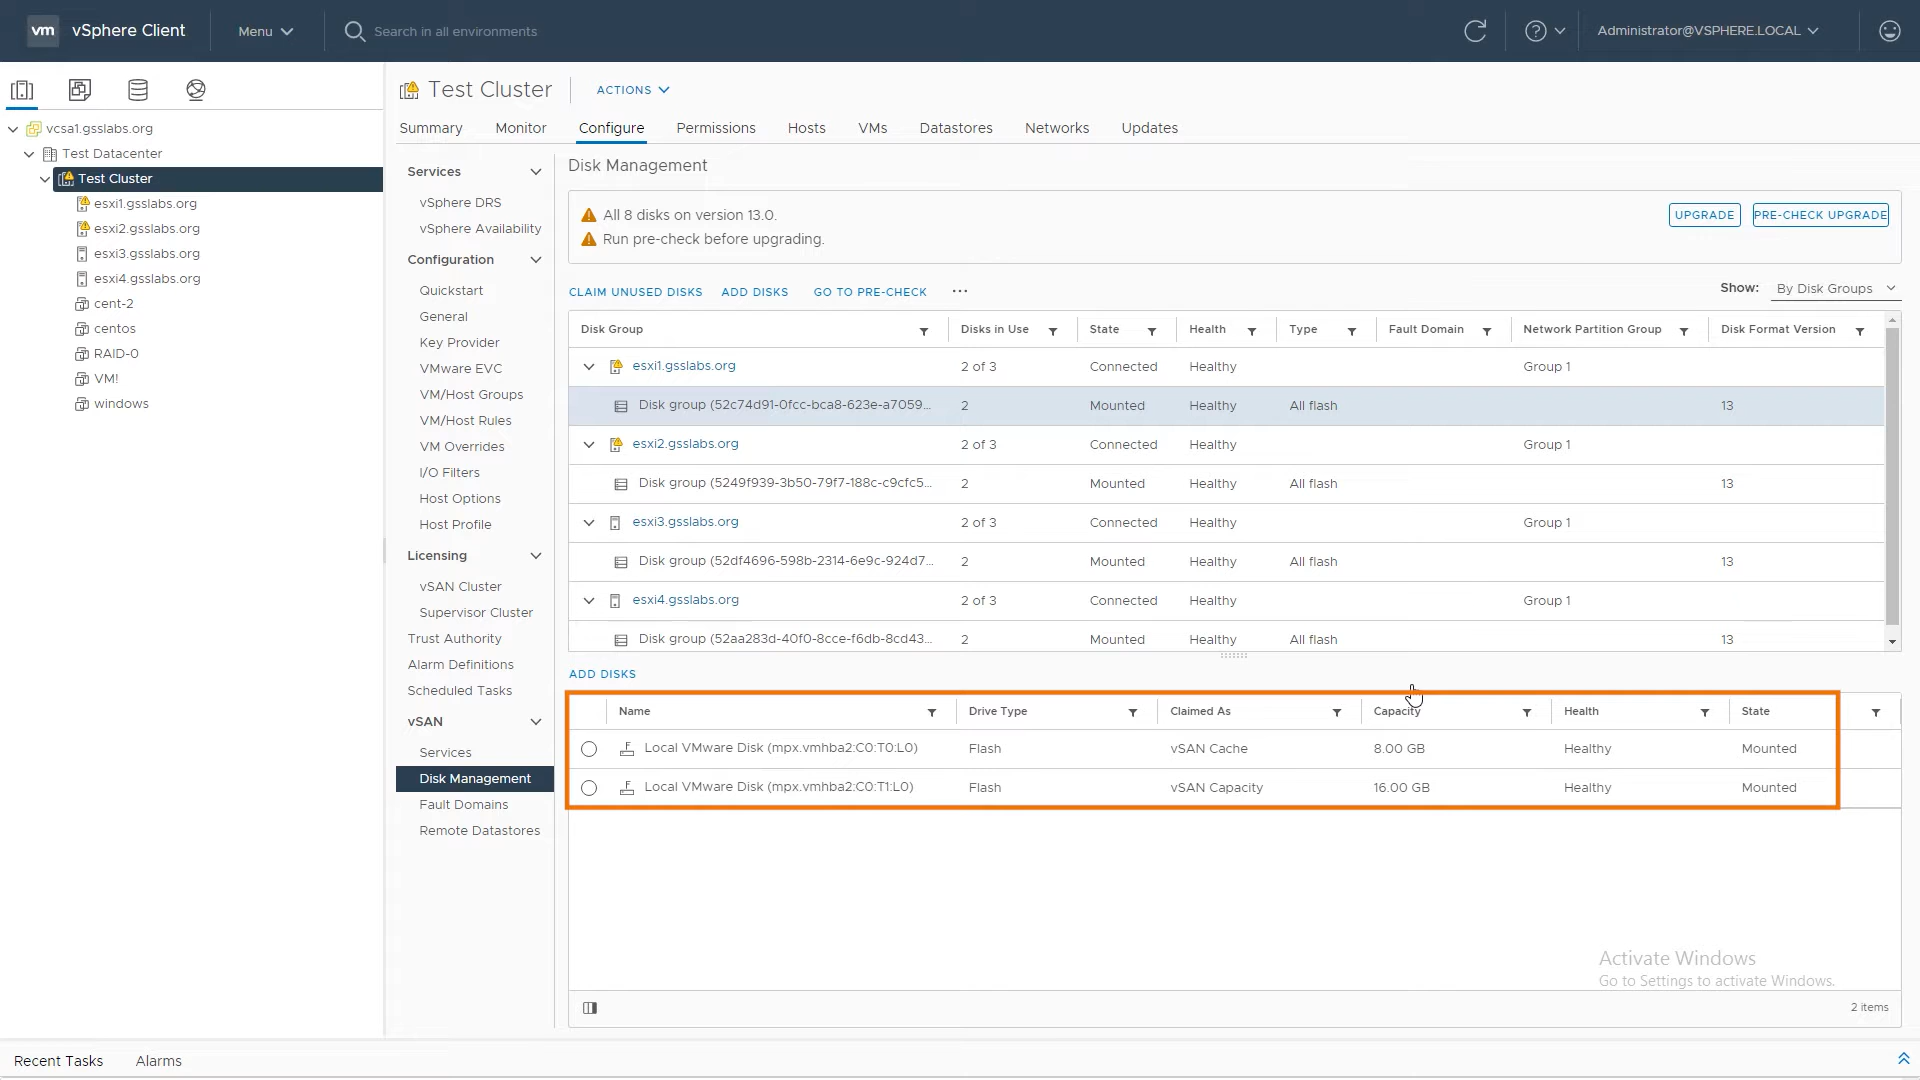 vm vSphere Client Menu Search in all environments Administrator@VSPHERE.LOCAL
vcsa1.gsslabs.org
Test Datacenter
Test Cluster
esxi1.gsslabs.org
esxi2.gsslabs.org
esxi3.gsslabs.org
esxi4.gsslabs.org
cent-2
centos
RAID-0
VM!
windows
Test Cluster ACTIONS
Summary Monitor Configure Permissions Hosts VMs Datastores Networks Updates
Services
vSphere DRS
vSphere Availability
Configuration
Quickstart
General
Key Provider
VMware EVC
VM/Host Groups
VM/Host Rules
VM Overrides
I/O Filters
Host Options
Host Profile
Licensing
vSAN Cluster
Supervisor Cluster
Trust Authority
Alarm Definitions
Scheduled Tasks
vSAN
Services
Disk Management
Fault Domains
Remote Datastores
Disk Management
All 8 disks on version 13.0.
Run pre-check before upgrading.
UPGRADE PRE-CHECK UPGRADE
CLAIM UNUSED DISKS ADD DISKS GO TO PRE-CHECK ... Show: By Disk Groups
Disk Group Disks in Use State Health Type Fault Domain Network Partition Group Disk Format Version
esxi1.gsslabs.org 2 of 3 Connected Healthy Group 1
Disk group (52c74d91-0fcc-bca8-623e-a7059... 2 Mounted Healthy All flash 13
esxi2.gsslabs.org 2 of 3 Connected Healthy Group 1
Disk group (5249f939-3b50-79f7-188c-c9cfc5... 2 Mounted Healthy All flash 13
esxi3.gsslabs.org 2 of 3 Connected Healthy Group 1
Disk group (52df4696-598b-2314-6e9c-924d7... 2 Mounted Healthy All flash 13
esxi4.gsslabs.org 2 of 3 Connected Healthy Group 1
Disk group (52aa283d-40f0-8cce-f6db-8cd43... 2 Mounted Healthy All flash 13
ADD DISKS
Name Drive Type Claimed As Capacity Health State
Local VMware Disk (mpx.vmhba2:C0:T0:L0) Flash vSAN Cache 8.00 GB Healthy Mounted
Local VMware Disk (mpx.vmhba2:C0:T1:L0) Flash vSAN Capacity 16.00 GB Healthy Mounted
Activate Windows
Go to Settings to activate Windows.
2 items
Recent Tasks Alarms